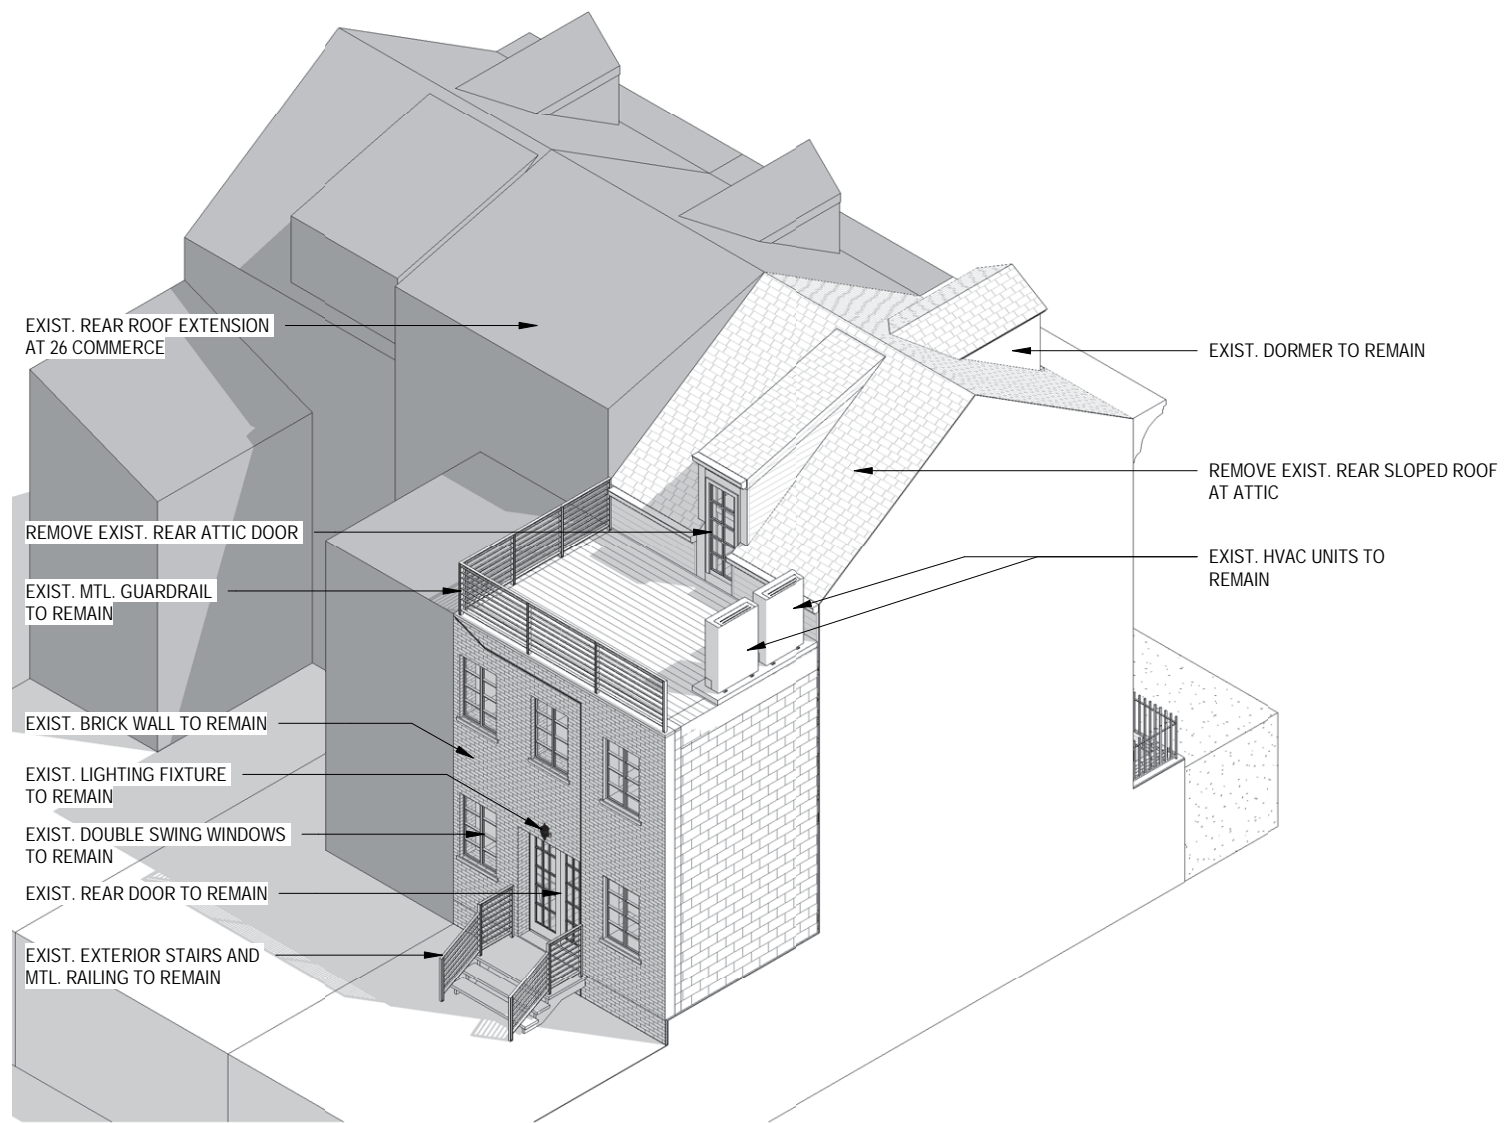 EXIST. REAR ROOF EXTENSION
AT 26 COMMERCE
REMOVE EXIST. REAR ATTIC DOOR
EXIST. MTL. GUARDRAIL
TO REMAIN
EXIST. BRICK WALL TO REMAIN
EXIST. LIGHTING FIXTURE
TO REMAIN
EXIST. DOUBLE SWING WINDOWS
TO REMAIN
EXIST. REAR DOOR TO REMAIN
EXIST. EXTERIOR STAIRS AND
MTL. RAILING TO REMAIN
EXIST. DORMER TO REMAIN
REMOVE EXIST. REAR SLOPED ROOF
AT ATTIC
EXIST. HVAC UNITS TO
REMAIN